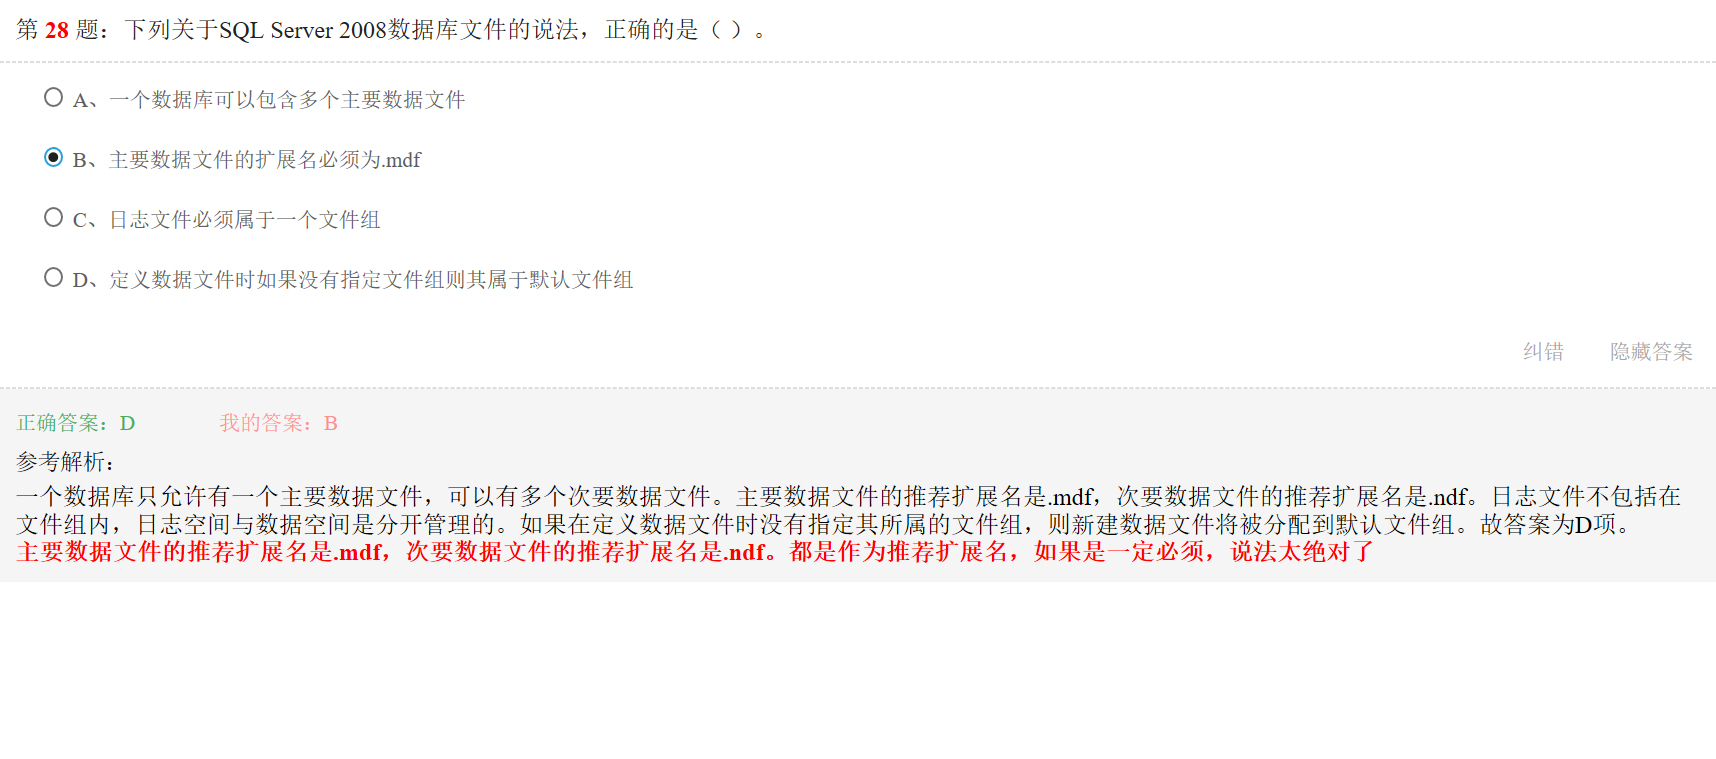 第 28 题：下列关于SQL Server 2008数据库文件的说法，正确的是（ ）。
A、一个数据库可以包含多个主要数据文件
B、主要数据文件的扩展名必须为.mdf
C、日志文件必须属于一个文件组
D、定义数据文件时如果没有指定文件组则其属于默认文件组
纠错 隐藏答案
正确答案：D 我的答案：B
参考解析：
一个数据库只允许有一个主要数据文件，可以有多个次要数据文件。主要数据文件的推荐扩展名是.mdf，次要数据文件的推荐扩展名是.ndf。日志文件不包括在
文件组内，日志空间与数据空间是分开管理的。如果在定义数据文件时没有指定其所属的文件组，则新建数据文件将被分配到默认文件组。故答案为D项。
主要数据文件的推荐扩展名是.mdf，次要数据文件的推荐扩展名是.ndf。都是作为推荐扩展名，如果是一定必须，说法太绝对了